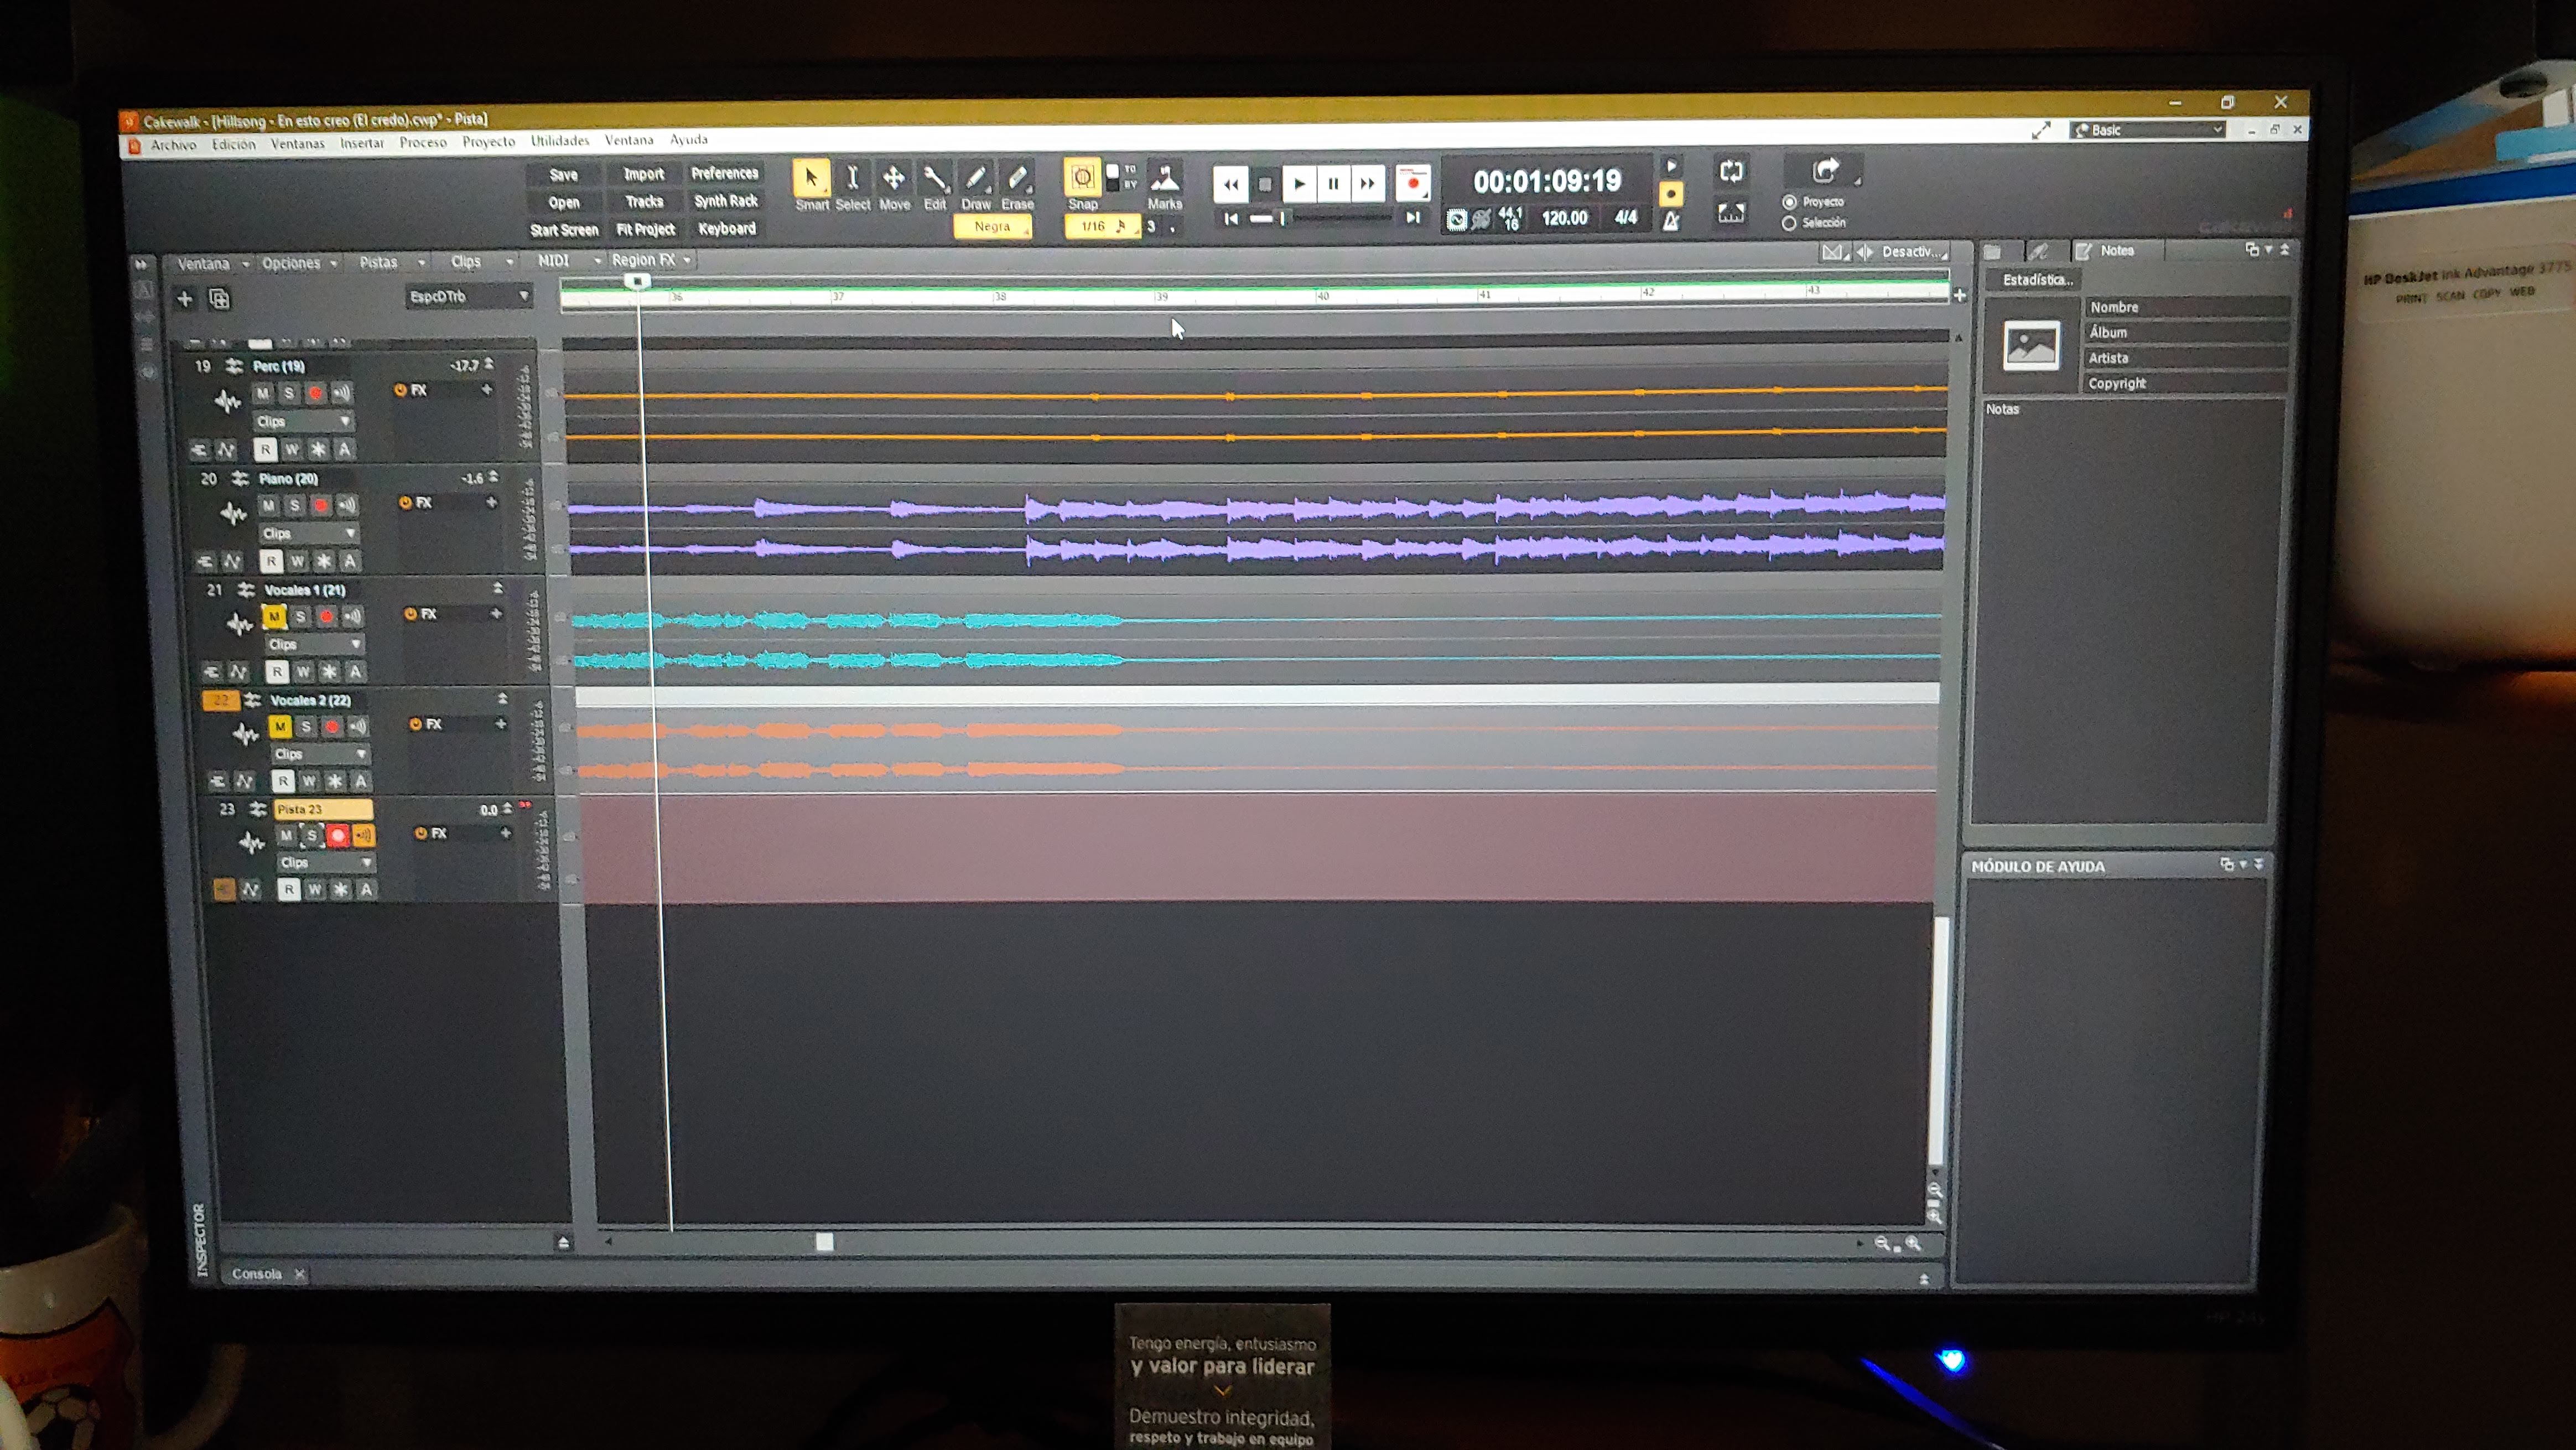 Cakewalk - [Hillsong - En esto creo (El credo).cwp* - Pista]
Archivo Edición Ventanas Insertar Proceso Proyecto Utilidades Ventana Ayuda
Basic
Save Import Preferences
Open Tracks Synth Rack
Start Screen Fit Project Keyboard
Smart Select Move Edit Draw Erase
Negra
TO
BY
Snap Marks
1/16 3
00:01:09:19
44.1
16
120.00 4/4
Proyecto
Selección
Ventana Opciones Pistas Clips MIDI Region FX
Desactiv...
Notes
EspcDTrb
36 37 38 39 40 41 42 43
Estadística...
Nombre
Álbum
Artista
Copyright
Notas
19 Perc (19) -17.7
M S FX
Clips
R W A
20 Piano (20) -1.6
M S FX
Clips
R W A
21 Vocales 1 (21)
M S FX
Clips
R W A
22 Vocales 2 (22)
M S FX
Clips
R W A
23 Pista 23 0.0
M S FX
Clips
R W A
MÓDULO DE AYUDA
INSPECTOR
Consola
HP DeskJet Ink Advantage 3775
PRINT SCAN COPY WEB
Tengo energía, entusiasmo
y valor para liderar
Demuestro integridad,
respeto y trabajo en equipo